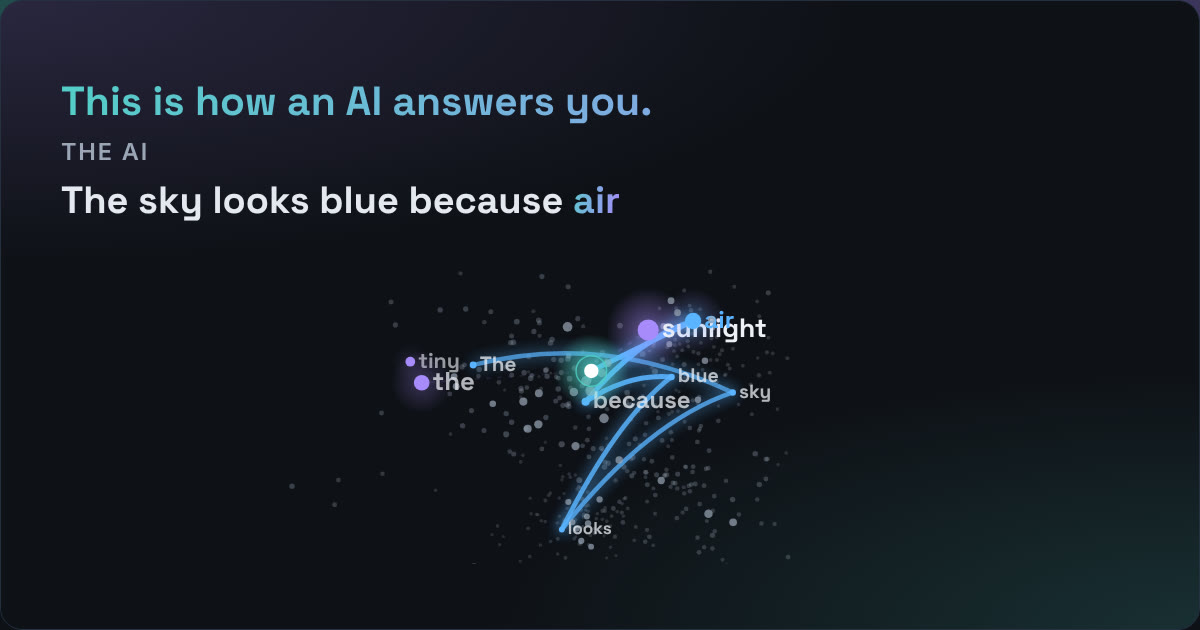 This is how an AI answers you.
THE AI
The sky looks blue because air
air
sunlight
tiny
The
the
blue
because
sky
looks